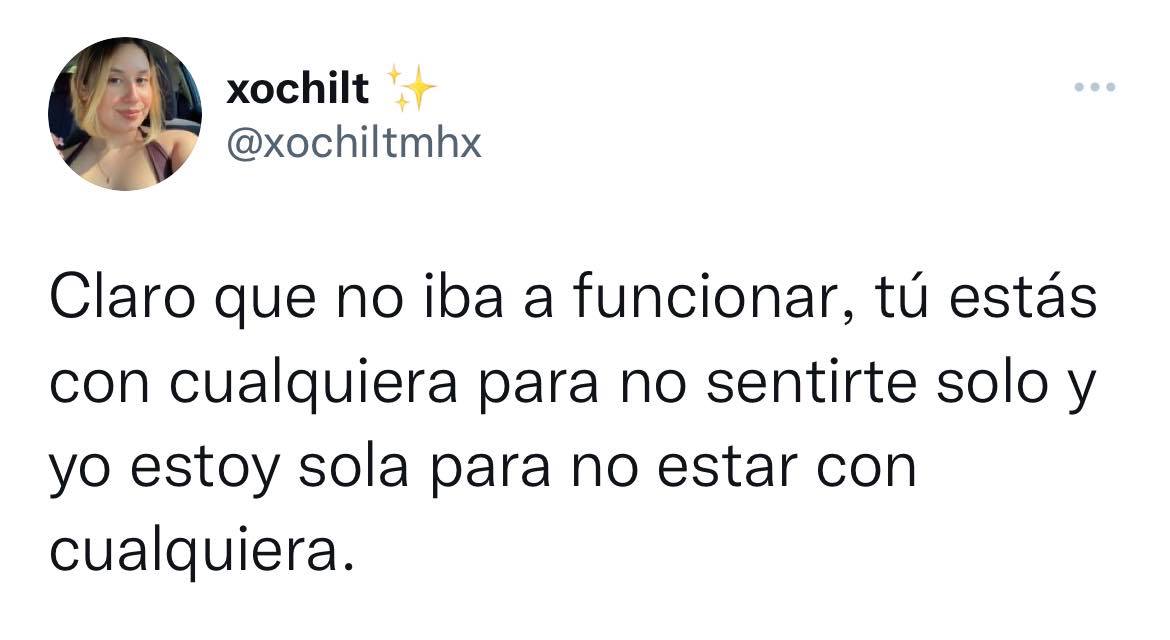 xochilt ✨
@xochiltmhx
Claro que no iba a funcionar, tú estás
con cualquiera para no sentirte solo y
yo estoy sola para no estar con
cualquiera.